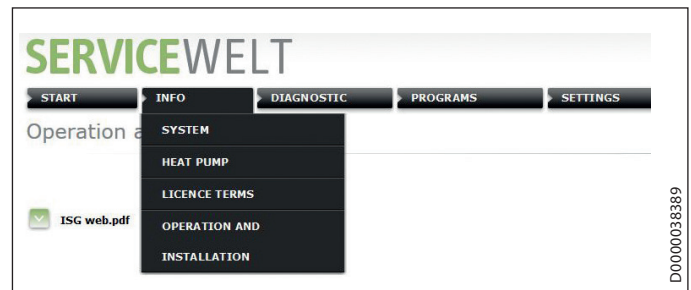 SERVICEWELT
START INFO DIAGNOSTIC PROGRAMS SETTINGS
Operation a
SYSTEM
HEAT PUMP
LICENCE TERMS
ISG web.pdf
OPERATION AND
INSTALLATION
D0000038389